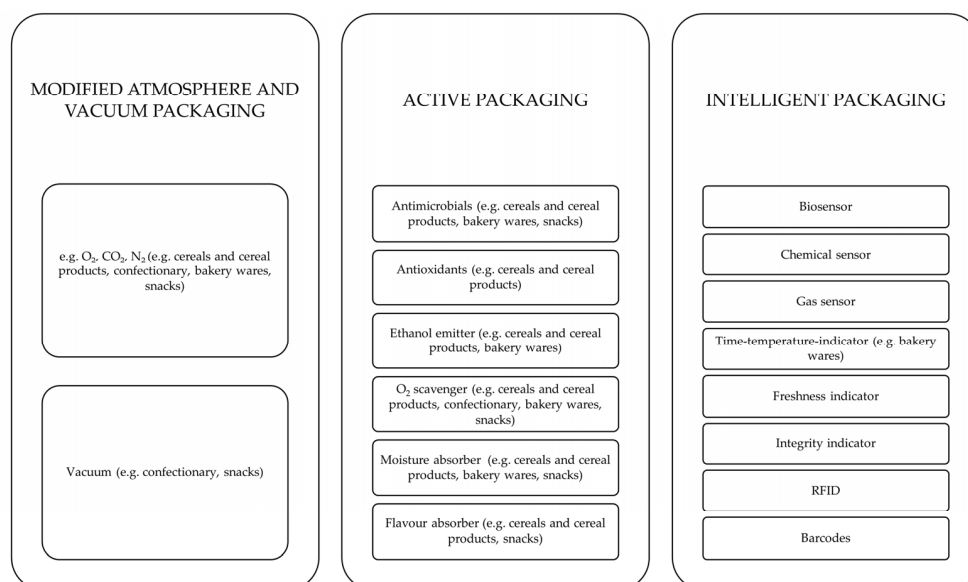 MODIFIED ATMOSPHERE AND
VACUUM PACKAGING
e.g. O₂, CO₂, N₂ (e.g. cereals and cereal
products, confectionary, bakery wares,
snacks)
Vacuum (e.g. confectionary, snacks)
ACTIVE PACKAGING
Antimicrobials (e.g. cereals and cereal
products, bakery wares, snacks)
Antioxidants (e.g. cereals and cereal
products)
Ethanol emitter (e.g. cereals and cereal
products, bakery wares)
O₂ scavenger (e.g. cereals and cereal
products, confectionary, bakery wares,
snacks)
Moisture absorber (e.g. cereals and cereal
products, bakery wares, snacks)
Flavour absorber (e.g. cereals and cereal
products, snacks)
INTELLIGENT PACKAGING
Biosensor
Chemical sensor
Gas sensor
Time-temperature-indicator (e.g. bakery
wares)
Freshness indicator
Integrity indicator
RFID
Barcodes